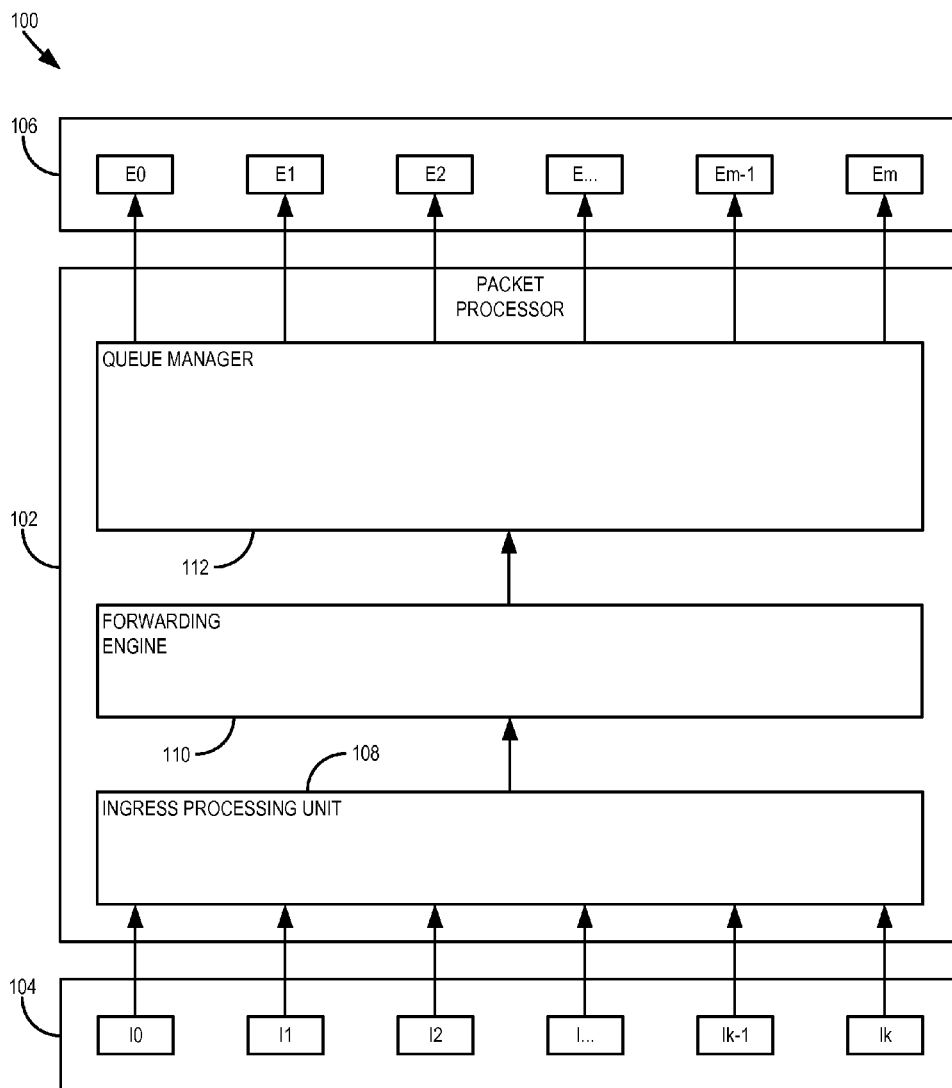 100
106
E0 E1 E2 E... Em-1 Em
PACKET
PROCESSOR
QUEUE MANAGER
102
112
FORWARDING
ENGINE
110
108
INGRESS PROCESSING UNIT
104
I0 I1 I2 I... Ik-1 Ik